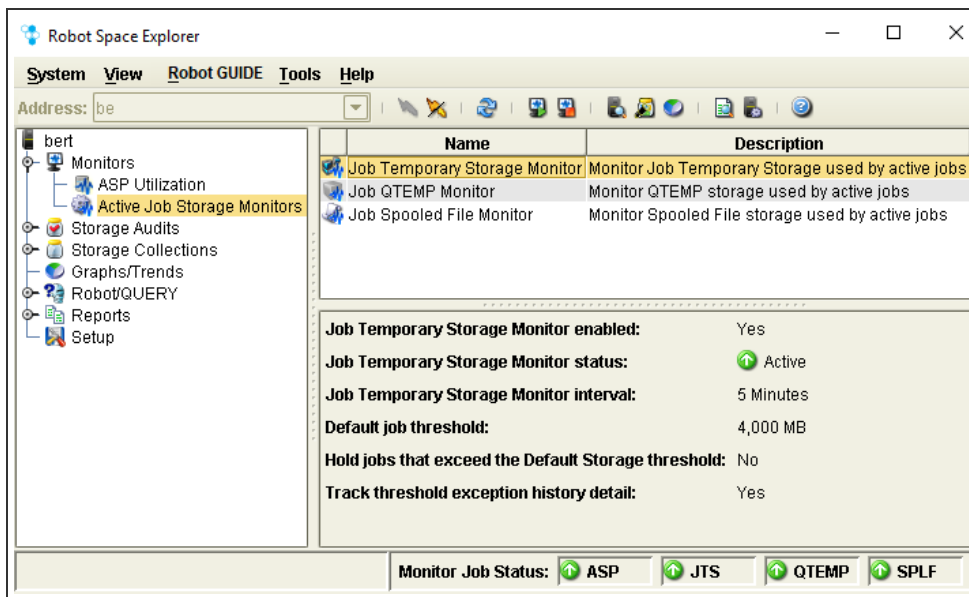 Robot Space Explorer
System View Robot GUIDE Tools Help
Address: be
bert
Monitors
ASP Utilization
Active Job Storage Monitors
Storage Audits
Storage Collections
Graphs/Trends
Robot/QUERY
Reports
Setup
Name Description
Job Temporary Storage Monitor Monitor Job Temporary Storage used by active jobs
Job QTEMP Monitor Monitor QTEMP storage used by active jobs
Job Spooled File Monitor Monitor Spooled File storage used by active jobs
Job Temporary Storage Monitor enabled: Yes
Job Temporary Storage Monitor status: Active
Job Temporary Storage Monitor interval: 5 Minutes
Default job threshold: 4,000 MB
Hold jobs that exceed the Default Storage threshold: No
Track threshold exception history detail: Yes
Monitor Job Status: ASP JTS QTEMP SPLF